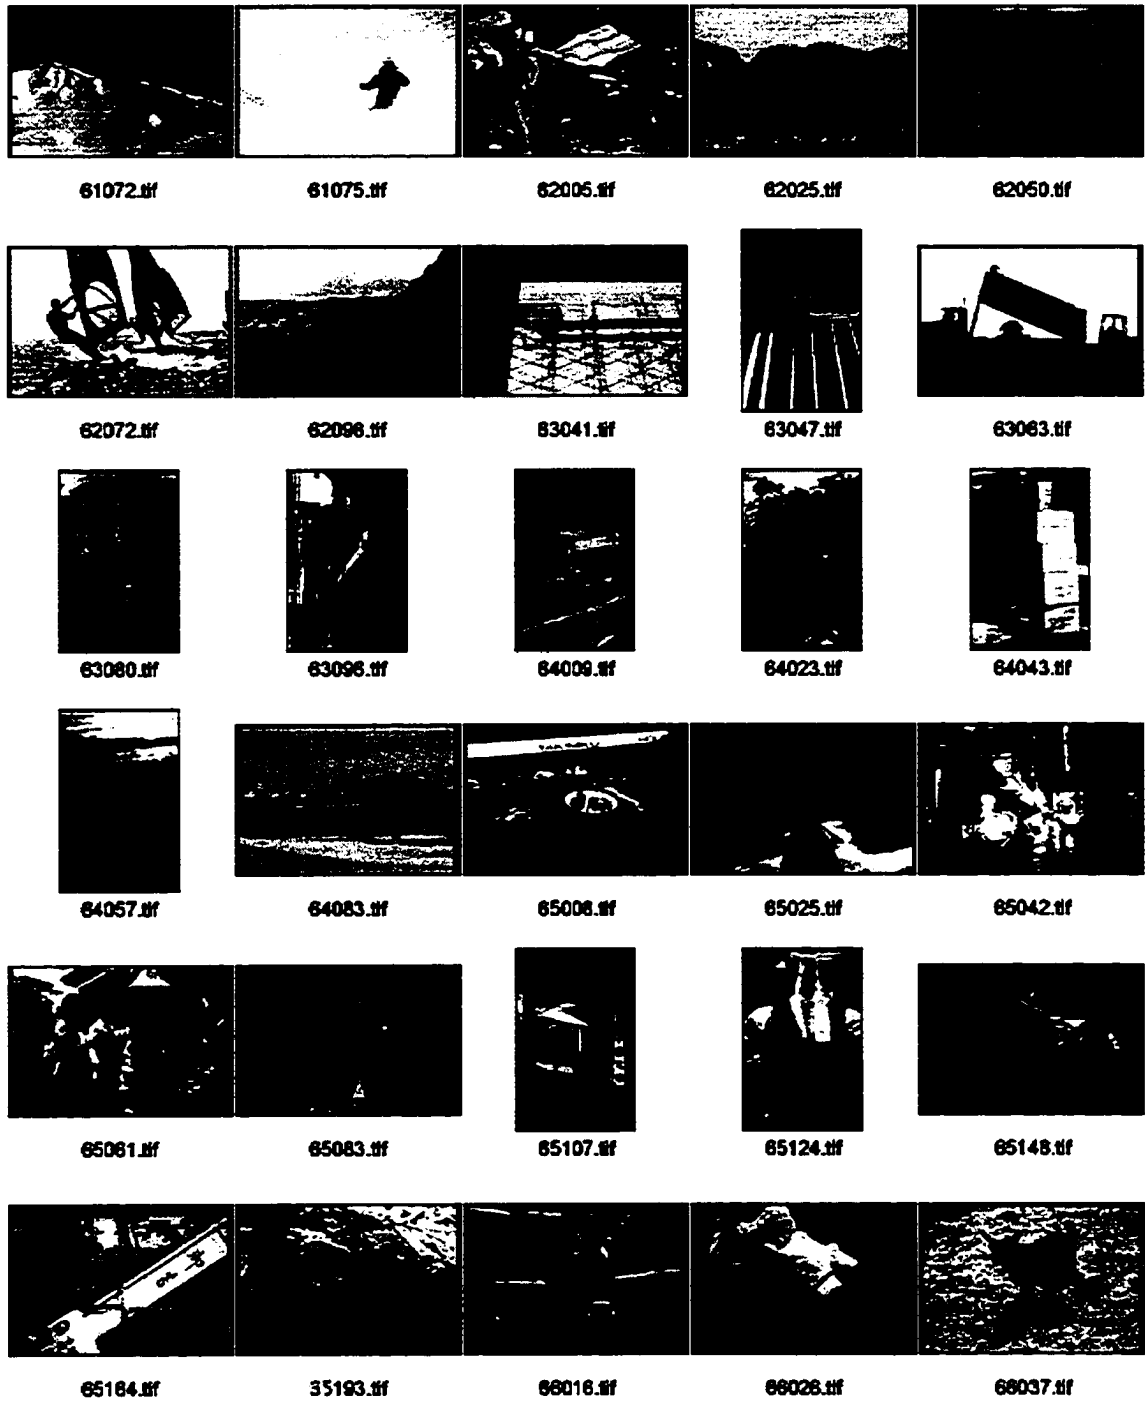 61072.tif 61075.tif 62005.tif 62025.tif 62050.tif
62072.tif 62096.tif 63041.tif 63047.tif 63063.tif
63080.tif 63096.tif 64009.tif 64023.tif 64043.tif
64057.tif 64083.tif 65006.tif 65025.tif 65042.tif
65061.tif 65083.tif 65107.tif 65124.tif 65148.tif
65164.tif 35193.tif 66016.tif 66026.tif 66037.tif